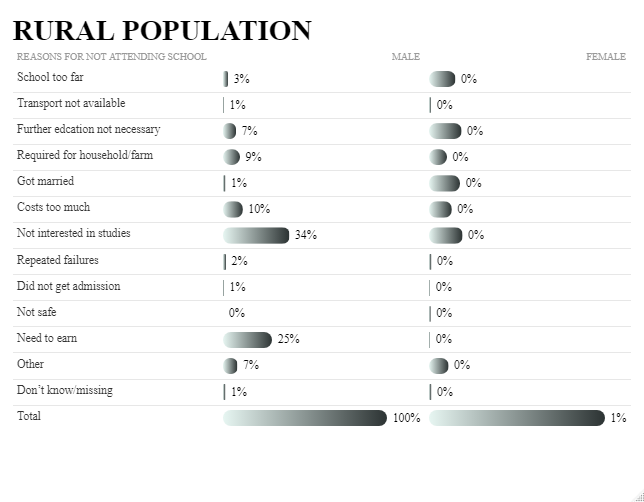 RURAL POPULATION
REASONS FOR NOT ATTENDING SCHOOL MALE FEMALE
School too far 3% 0%
Transport not available 1% 0%
Further edcation not necessary 7% 0%
Required for household/farm 9% 0%
Got married 1% 0%
Costs too much 10% 0%
Not interested in studies 34% 0%
Repeated failures 2% 0%
Did not get admission 1% 0%
Not safe 0% 0%
Need to earn 25% 0%
Other 7% 0%
Don't know/missing 1% 0%
Total 100% 1%